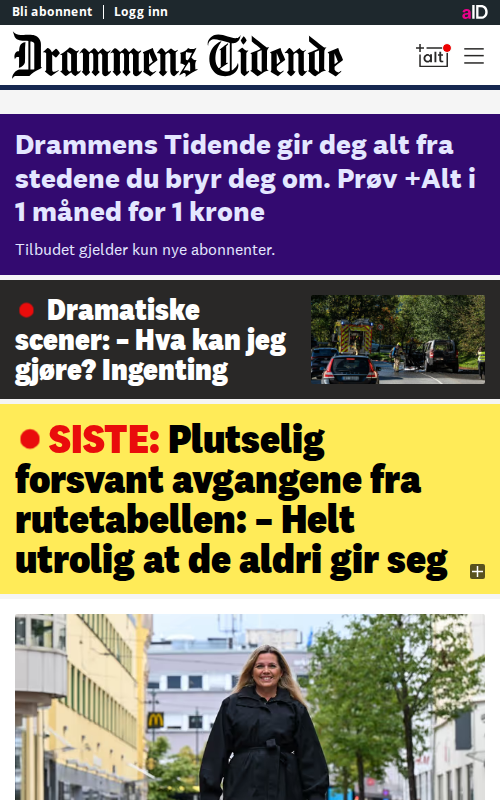 Bli abonnent | Logg inn
aID
Drammens Tidende
+alt
Drammens Tidende gir deg alt fra
stedene du bryr deg om. Prøv +Alt i
1 måned for 1 krone
Tilbudet gjelder kun nye abonnenter.
Dramatiske
scener: – Hva kan jeg
gjøre? Ingenting
SISTE: Plutselig
forsvant avgangene fra
rutetabellen: – Helt
utrolig at de aldri gir seg